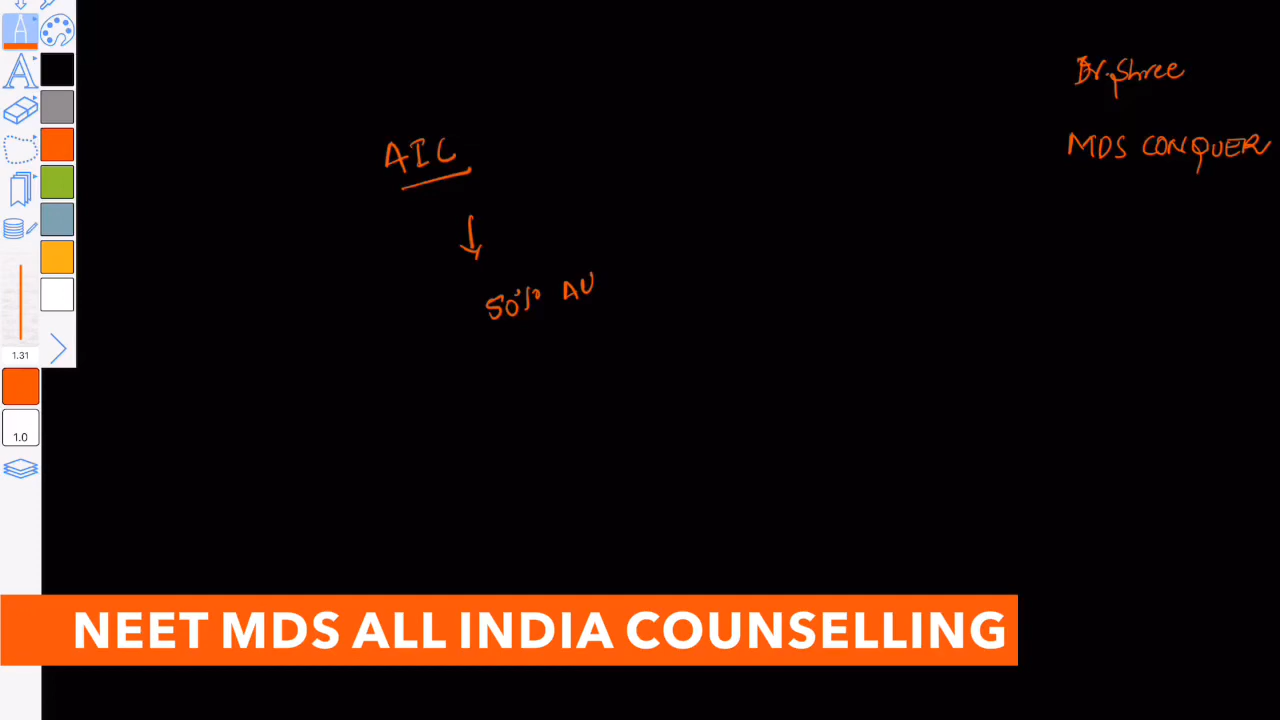 Dr. Shree
MDS CONQUER
AIC
50% AU
1.31
1.0
NEET MDS ALL INDIA COUNSELLING